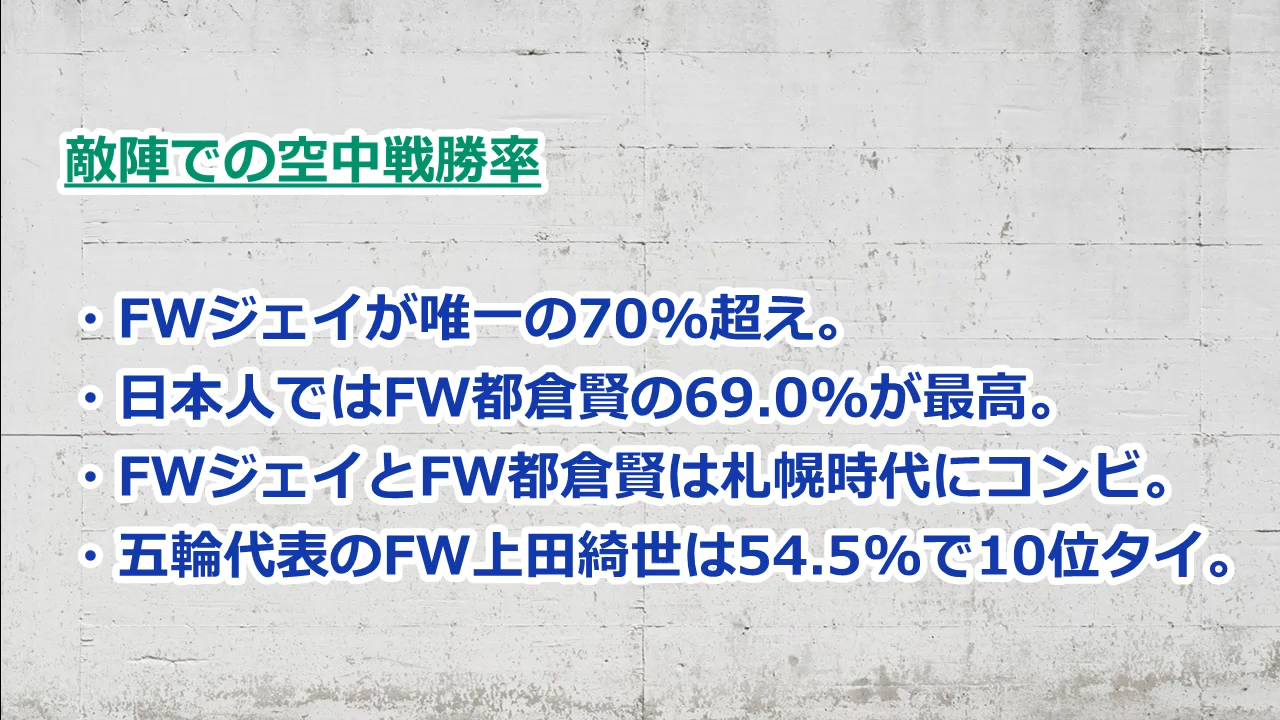 敵陣での空中戦勝率
・FWジェイが唯一の70%超え。
・日本人ではFW都倉賢の69.0%が最高。
・FWジェイとFW都倉賢は札幌時代にコンビ。
・五輪代表のFW上田綺世は54.5%で10位タイ。